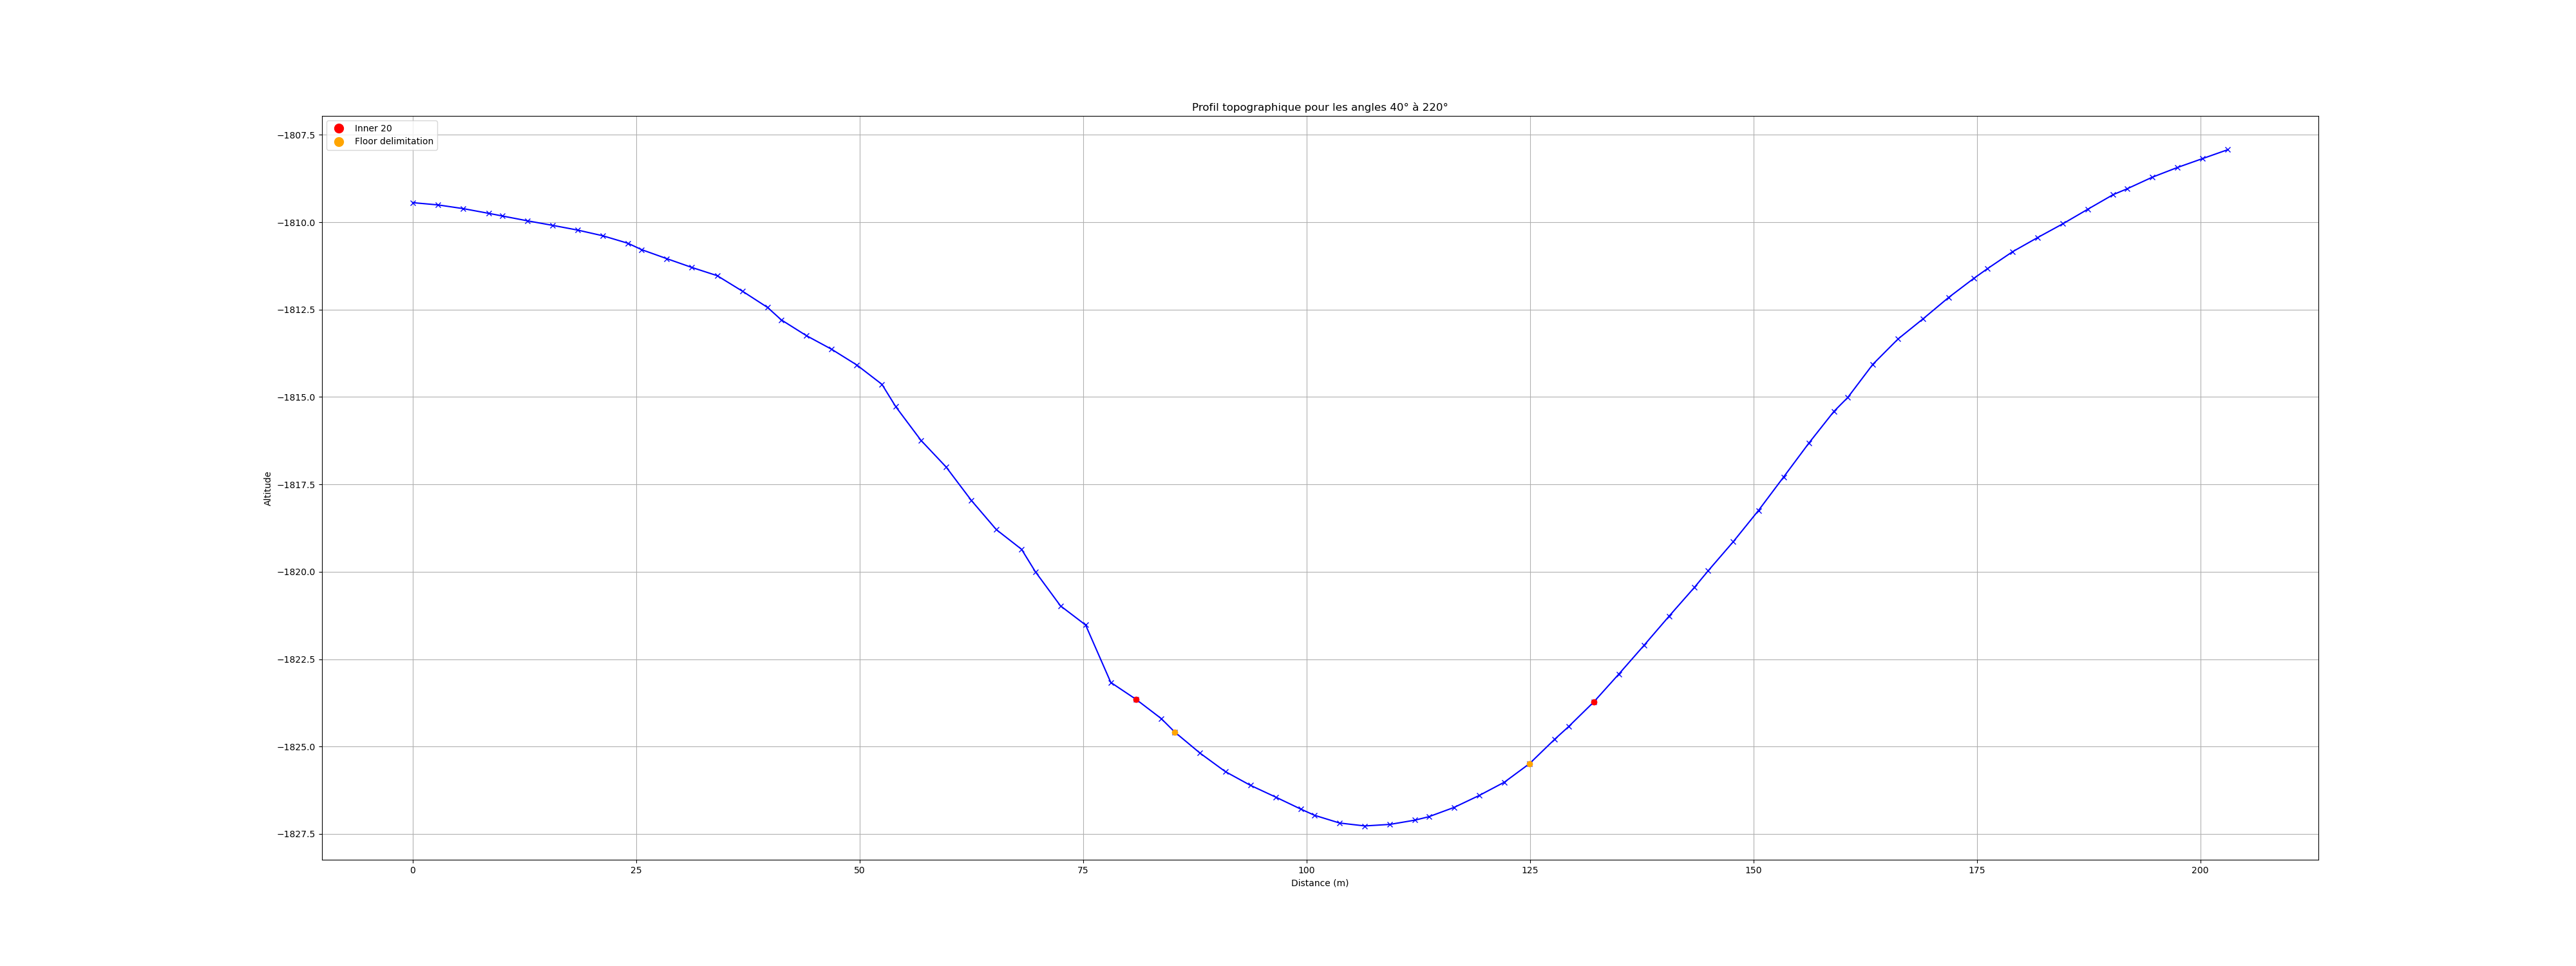 Profil topographique pour les angles 40° à 220°
Inner 20
Floor delimitation
−1807.5
−1810.0
−1812.5
−1815.0
−1817.5
−1820.0
−1822.5
−1825.0
−1827.5
Altitude
0 25 50 75 100 125 150 175 200
Distance (m)